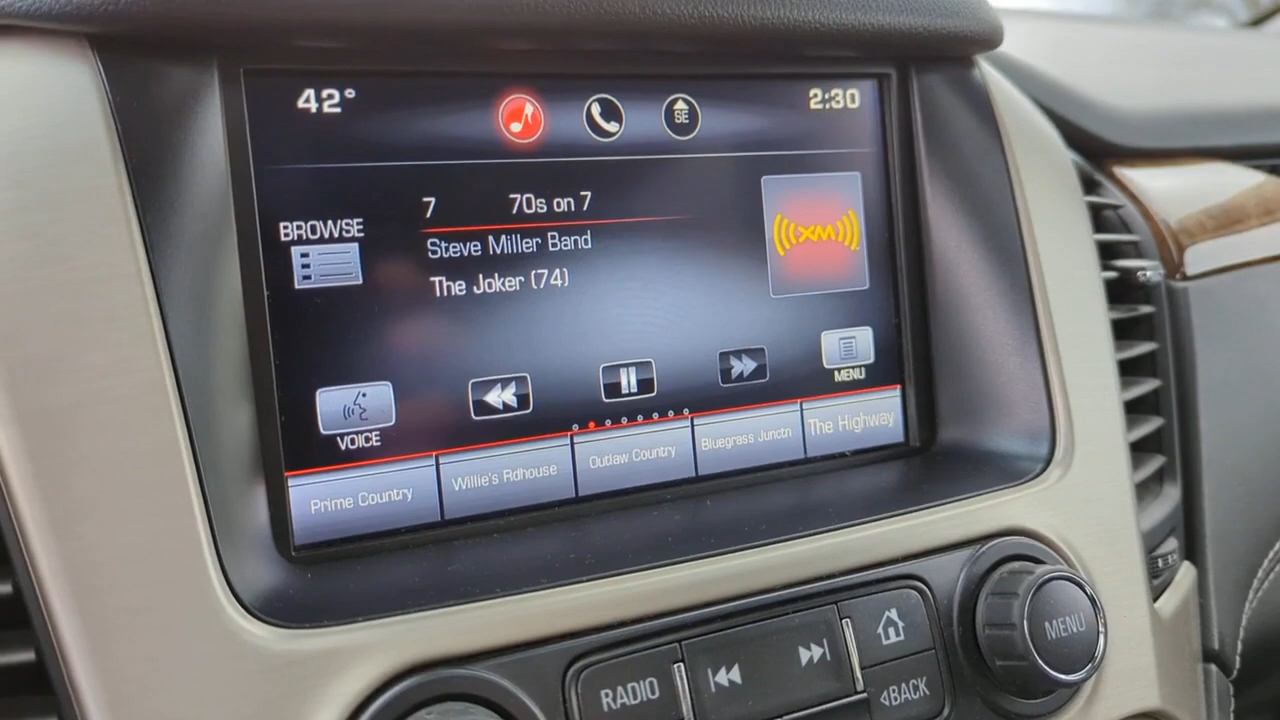 42°
SE
2:30
7 70s on 7
BROWSE
Steve Miller Band
The Joker (74)
XM
VOICE
MENU
Prime Country
Willie's Rdhouse
Outlaw Country
Bluegrass Junctn
The Highway
RADIO
BACK
MENU